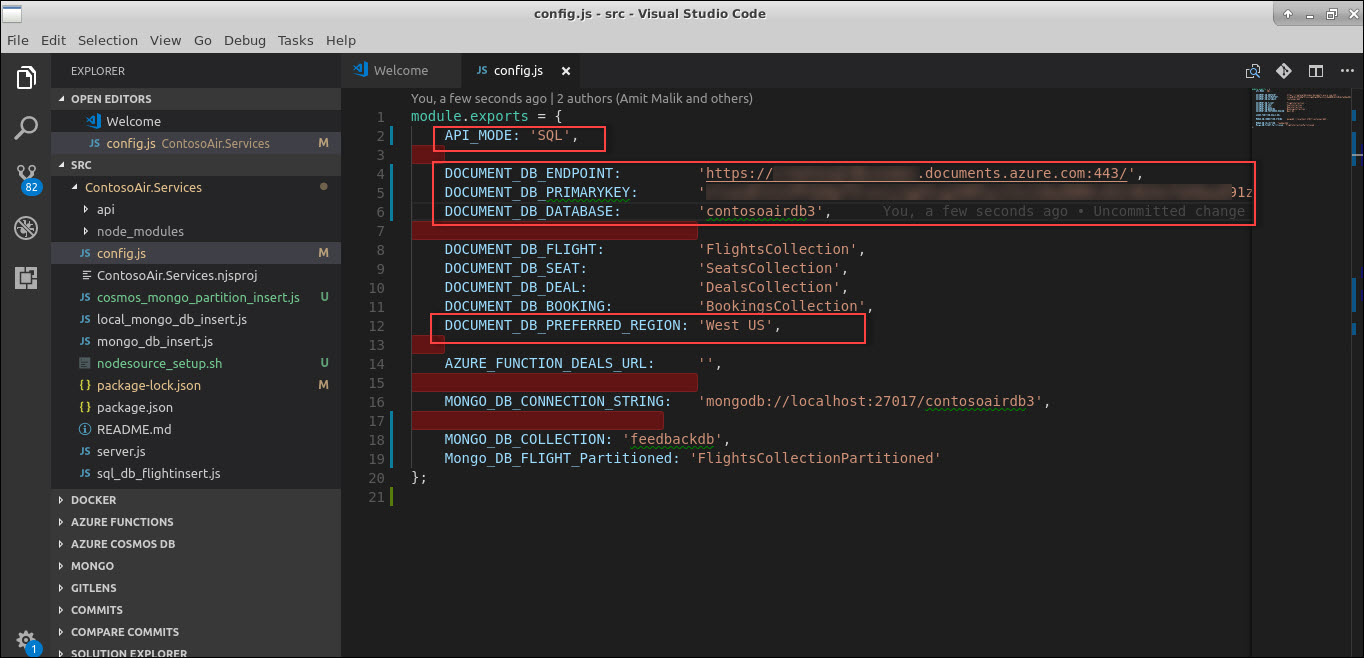 config.js - src - Visual Studio Code
File Edit Selection View Go Debug Tasks Help
EXPLORER
OPEN EDITORS
Welcome
JS config.js ContosoAir.Services M
SRC
ContosoAir.Services
api
node_modules
JS config.js M
ContosoAir.Services.njsproj
JS cosmos_mongo_partition_insert.js U
JS local_mongo_db_insert.js
JS mongo_db_insert.js
nodesource_setup.sh U
{} package-lock.json M
{} package.json
README.md
JS server.js
JS sql_db_flightinsert.js
DOCKER
AZURE FUNCTIONS
AZURE COSMOS DB
MONGO
GITLENS
COMMITS
COMPARE COMMITS
SOLUTION EXPLORER
82
1
Welcome
JS config.js
You, a few seconds ago | 2 authors (Amit Malik and others)
1 module.exports = {
2 API_MODE: 'SQL',
3
4 DOCUMENT_DB_ENDPOINT: 'https:// .documents.azure.com:443/',
5 DOCUMENT_DB_PRIMARYKEY: ' 91z
6 DOCUMENT_DB_DATABASE: 'contosoairdb3', You, a few seconds ago • Uncommitted change
7
8 DOCUMENT_DB_FLIGHT: 'FlightsCollection',
9 DOCUMENT_DB_SEAT: 'SeatsCollection',
10 DOCUMENT_DB_DEAL: 'DealsCollection',
11 DOCUMENT_DB_BOOKING: 'BookingsCollection',
12 DOCUMENT_DB_PREFERRED_REGION: 'West US',
13
14 AZURE_FUNCTION_DEALS_URL: '',
15
16 MONGO_DB_CONNECTION_STRING: 'mongodb://localhost:27017/contosoairdb3',
17
18 MONGO_DB_COLLECTION: 'feedbackdb',
19 Mongo_DB_FLIGHT_Partitioned: 'FlightsCollectionPartitioned'
20 };
21